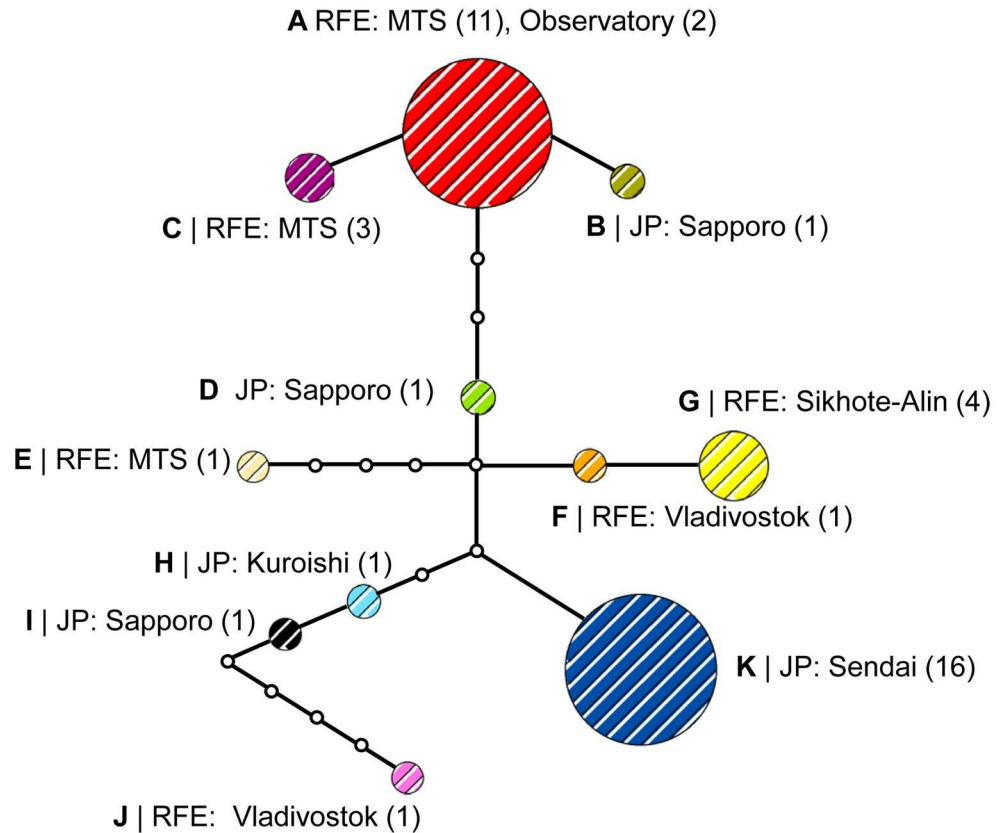 A RFE: MTS (11), Observatory (2)
C | RFE: MTS (3)
B | JP: Sapporo (1)
D JP: Sapporo (1)
G | RFE: Sikhote-Alin (4)
E | RFE: MTS (1)
F | RFE: Vladivostok (1)
H | JP: Kuroishi (1)
I | JP: Sapporo (1)
K | JP: Sendai (16)
J | RFE: Vladivostok (1)